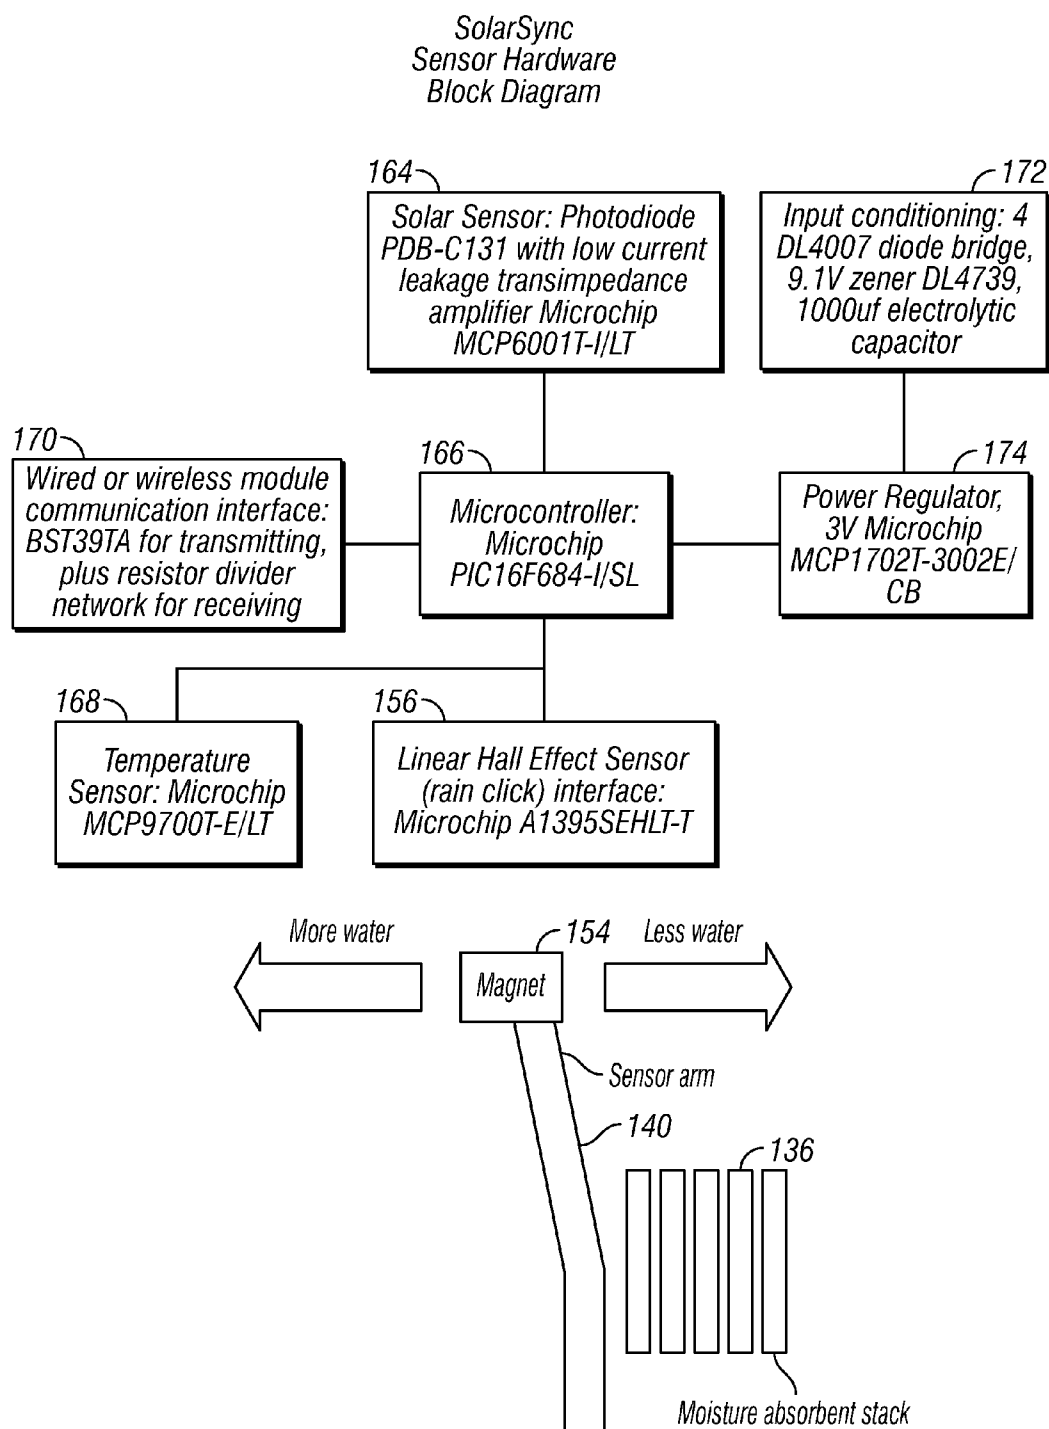 SolarSync
Sensor Hardware
Block Diagram
164
Solar Sensor: Photodiode
PDB-C131 with low current
leakage transimpedance
amplifier Microchip
MCP6001T-I/LT
172
Input conditioning: 4
DL4007 diode bridge,
9.1V zener DL4739,
1000uf electrolytic
capacitor
170
Wired or wireless module
communication interface:
BST39TA for transmitting,
plus resistor divider
network for receiving
166
Microcontroller:
Microchip
PIC16F684-I/SL
174
Power Regulator,
3V Microchip
MCP1702T-3002E/
CB
168
Temperature
Sensor: Microchip
MCP9700T-E/LT
156
Linear Hall Effect Sensor
(rain click) interface:
Microchip A1395SEHLT-T
More water
154
Magnet
Less water
Sensor arm
140
136
Moisture absorbent stack